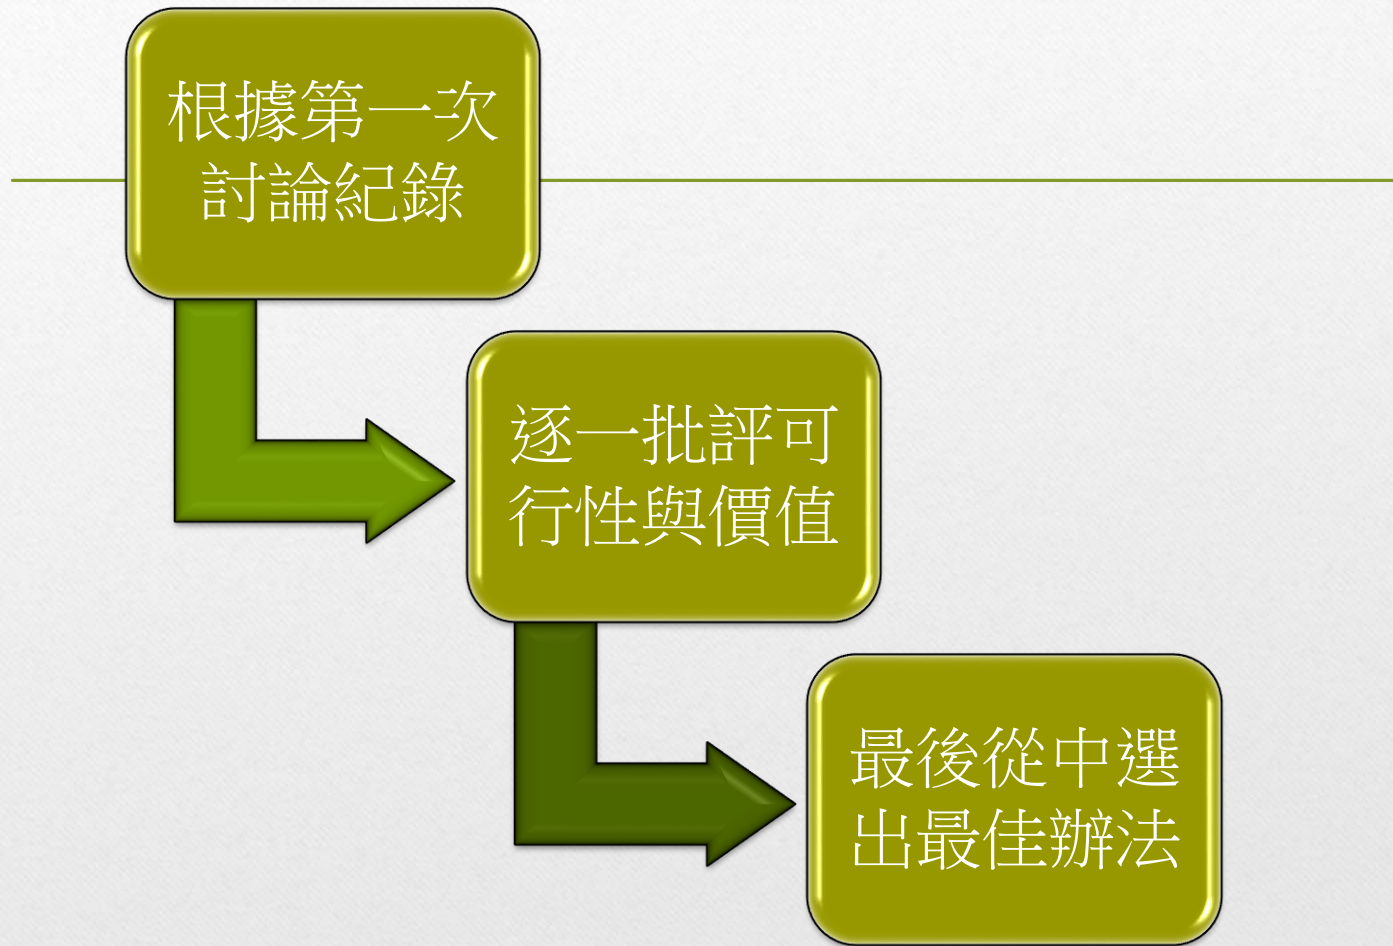 根據第一次
討論紀錄
逐一批評可
行性與價值
最後從中選
出最佳辦法